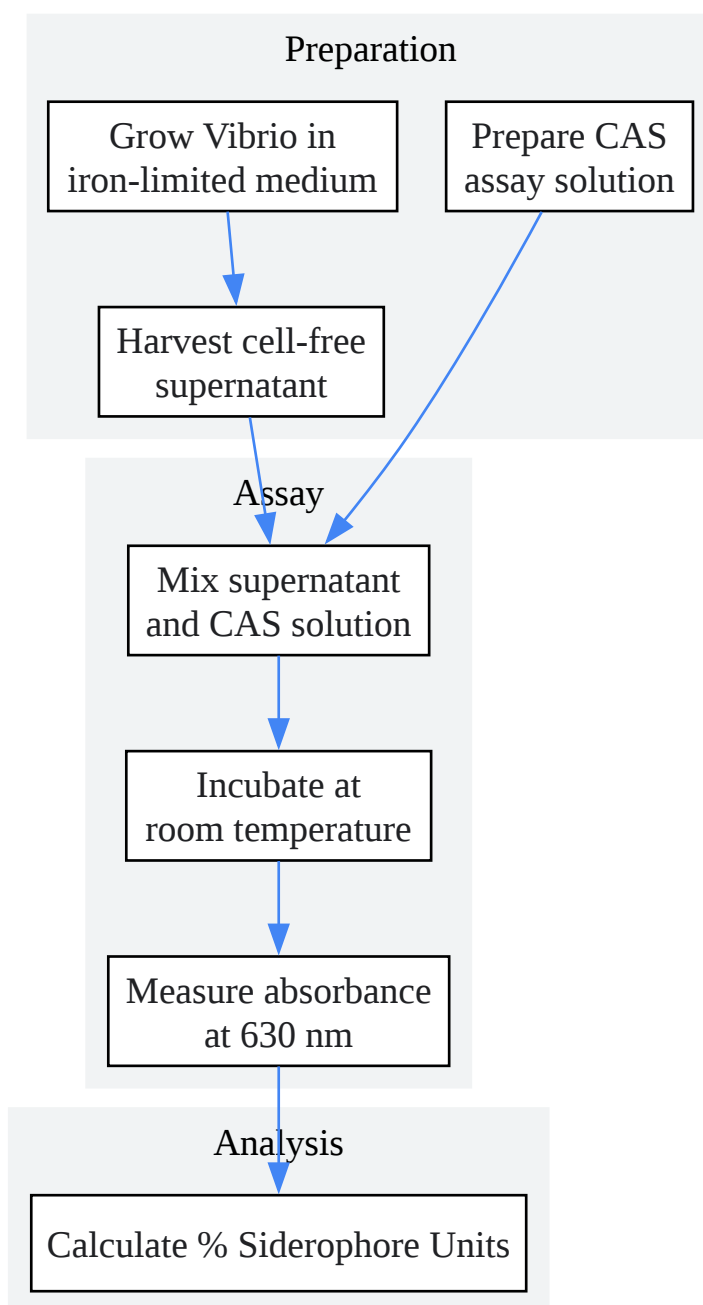 Preparation
Grow Vibrio in
iron-limited medium
Prepare CAS
assay solution
Harvest cell-free
supernatant
Assay
Mix supernatant
and CAS solution
Incubate at
room temperature
Measure absorbance
at 630 nm
Analysis
Calculate % Siderophore Units